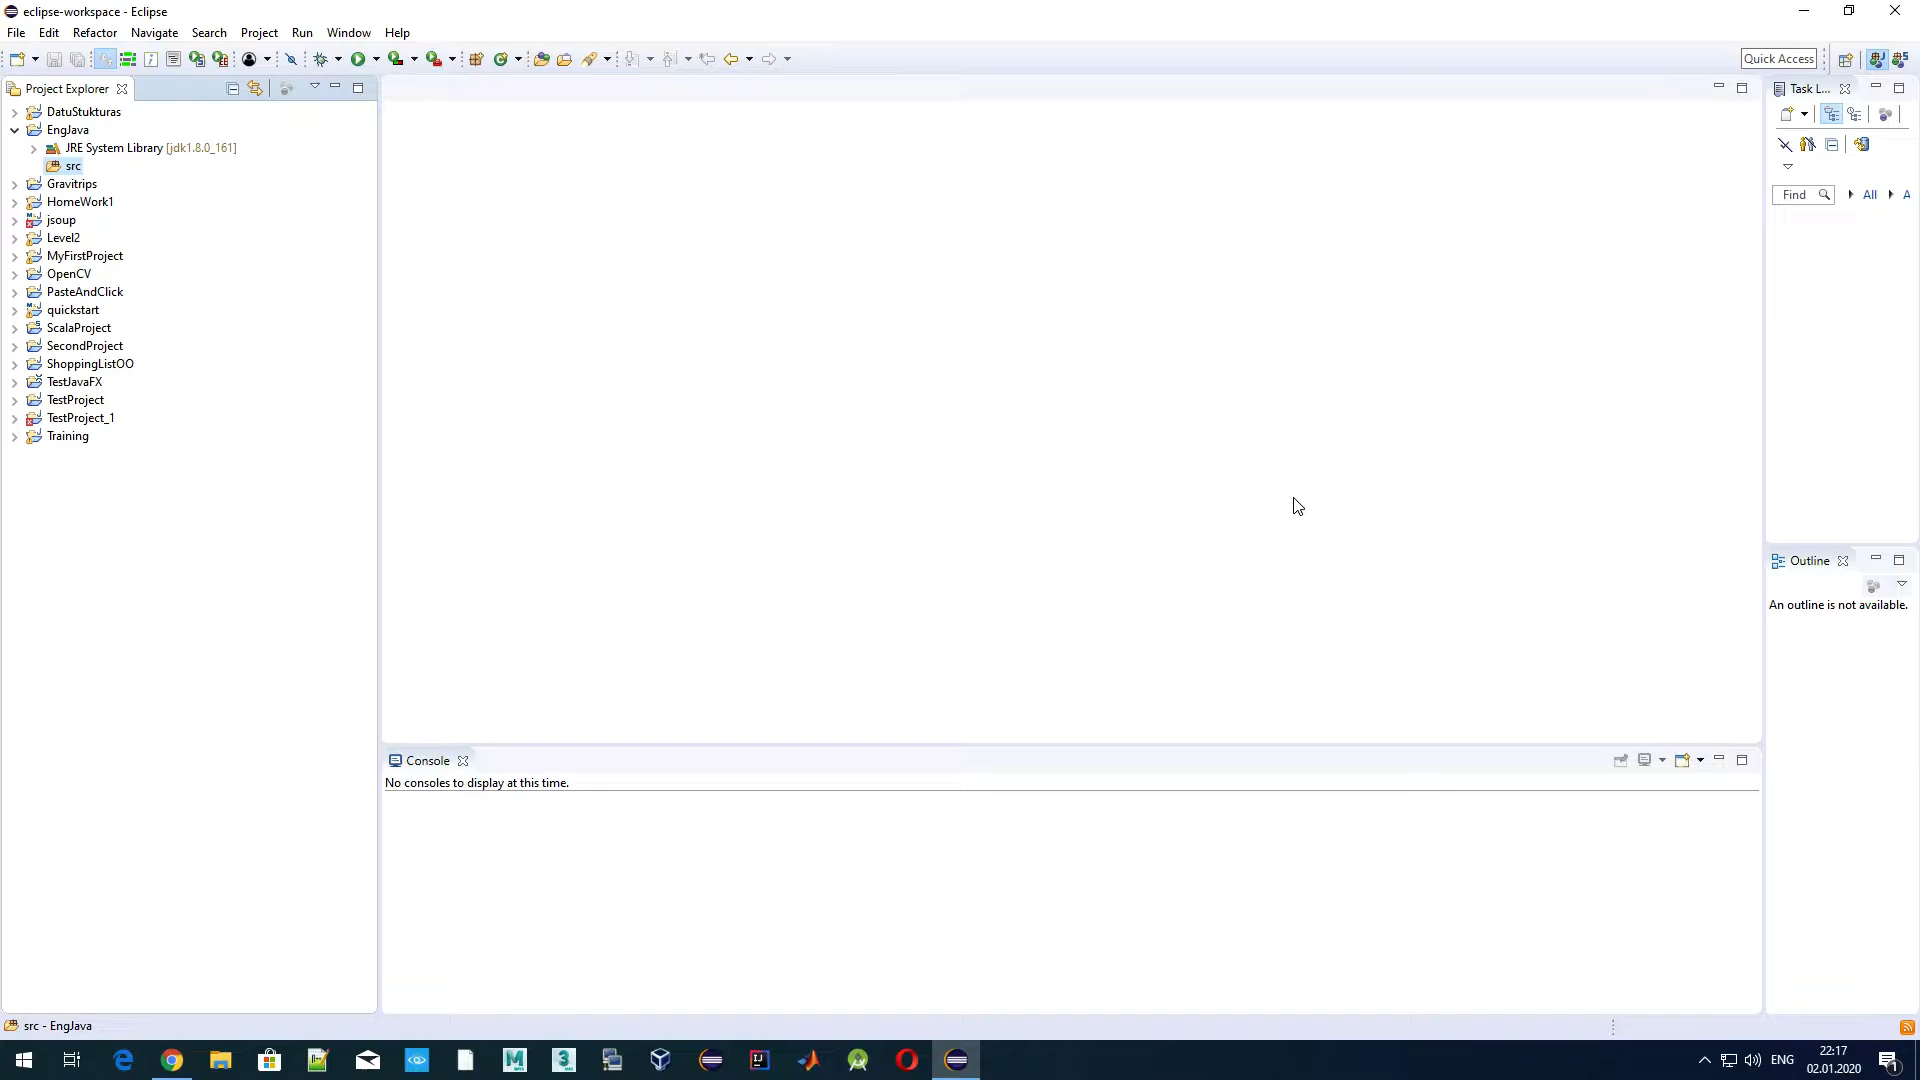 eclipse-workspace - Eclipse
File Edit Refactor Navigate Search Project Run Window Help
Quick Access
Project Explorer
DatuStukturas
EngJava
JRE System Library [jdk1.8.0_161]
src
Gravitrips
HomeWork1
jsoup
Level2
MyFirstProject
OpenCV
PasteAndClick
quickstart
ScalaProject
SecondProject
ShoppingListOO
TestJavaFX
TestProject
TestProject_1
Training
Task L...
Find All A
Outline
An outline is not available.
Console
No consoles to display at this time.
src - EngJava
ENG
22:17
02.01.2020
1